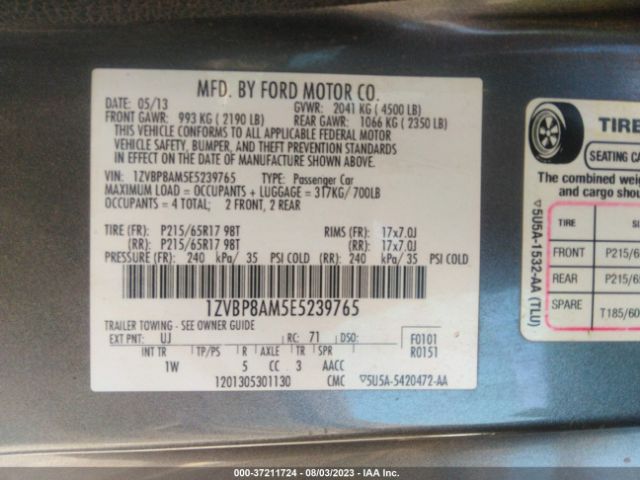 MFD. BY FORD MOTOR CO.
DATE: 05/13 GVWR: 2041 KG ( 4500 LB)
FRONT GAWR: 993 KG ( 2190 LB) REAR GAWR: 1066 KG ( 2350 LB)
THIS VEHICLE CONFORMS TO ALL APPLICABLE FEDERAL MOTOR
VEHICLE SAFETY, BUMPER, AND THEFT PREVENTION STANDARDS
IN EFFECT ON THE DATE OF MANUFACTURE SHOWN ABOVE.
VIN: 1ZVBP8AM5E5239765 TYPE: Passenger Car
MAXIMUM LOAD = OCCUPANTS + LUGGAGE = 317KG/ 700LB
OCCUPANTS = 4 TOTAL; 2 FRONT, 2 REAR
TIRE (FR): P215/65R17 98T RIMS (FR): 17x7.0J
(RR): P215/65R17 98T (RR): 17x7.0J
PRESSURE (FR): 240 kPa/ 35 PSI COLD (RR) 240 kPa/ 35 PSI COLD
1ZVBP8AM5E5239765
TRAILER TOWING - SEE OWNER GUIDE
EXT PNT: UJ RC: 71 DSO: F0101
R0151
INT TR TP/PS R AXLE TR SPR
1W 5 CC 3 AACC
1201305301130 CMC ▽5U5A-5420472-AA
TIRE
SEATING CA
The combined weig
and cargo shou
TIRE
FRONT P215/6
REAR P215/65
SPARE T185/60
▽5U5A-1532-AA (TLU)
000-37211724 - 08/03/2023 - IAA Inc.